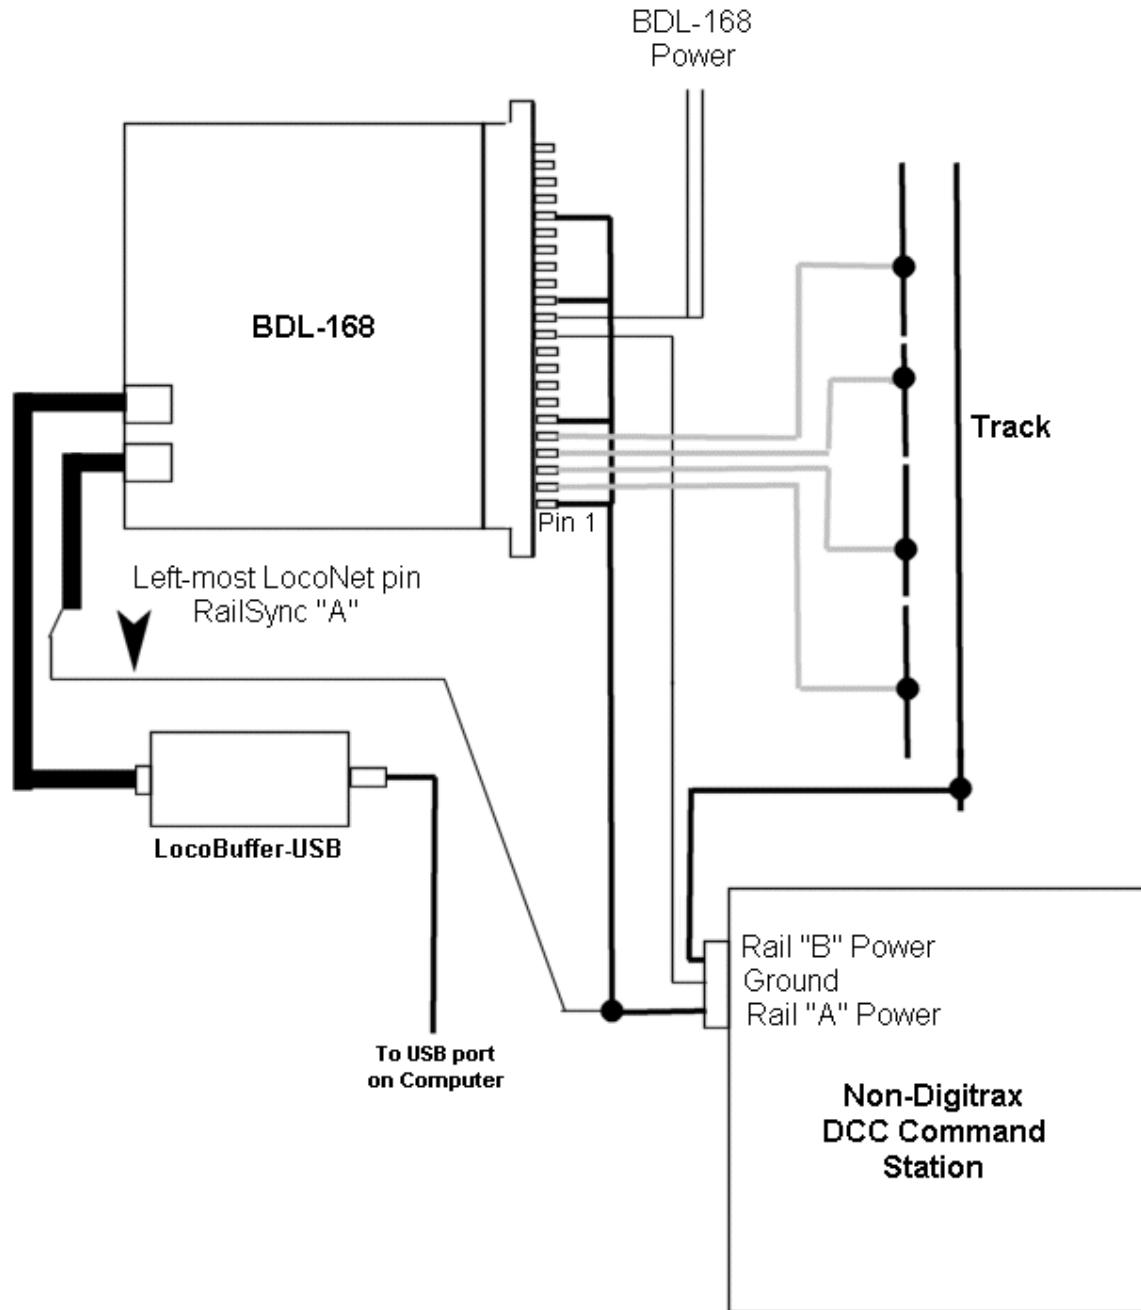 BDL-168
Power
BDL-168
Track
Pin 1
Left-most LocoNet pin
RailSync "A"
LocoBuffer-USB
Rail "B" Power
Ground
Rail "A" Power
To USB port
on Computer
Non-Digitrax
DCC Command
Station